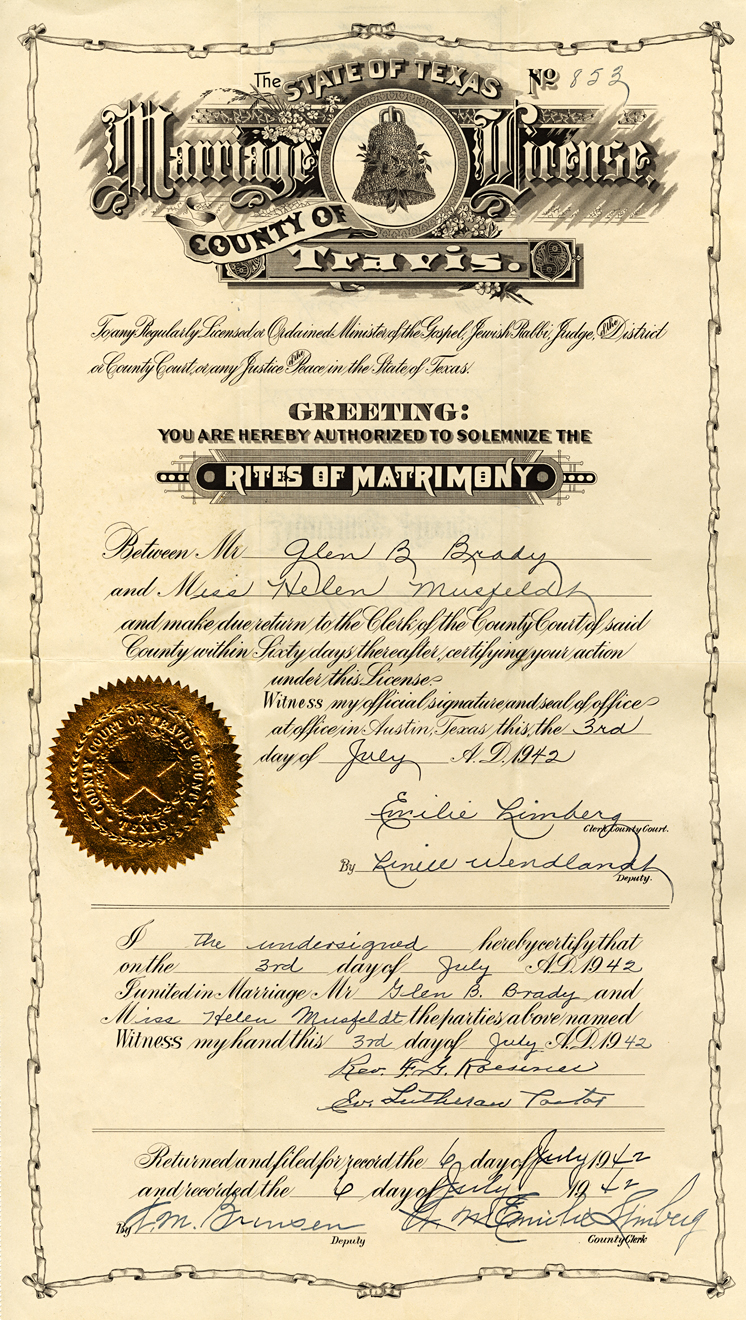 The STATE OF TEXAS No 853
Marriage License,
COUNTY OF
Travis.
To any Regularly Licensed or Ordained Minister of the Gospel, Jewish Rabbi, Judge, of the District
or County Court, or any Justice of the Peace, in the State of Texas.
GREETING:
YOU ARE HEREBY AUTHORIZED TO SOLEMNIZE THE
RITES OF MATRIMONY
Between Mr Glen B Brady
and Miss Helen Musfeldt
and make due return to the Clerk of the County Court of said
County within Sixty days thereafter, certifying your action
under this License.
Witness my official signature and seal of office
at office in Austin, Texas this, the 3rd
day of July A.D. 1942
COUNTY COURT OF TRAVIS COUNTY,
TEXAS.
Emilie Limberg
Clerk County Court.
By Linell Wendlandt
Deputy.
I the undersigned hereby certify that
on the 3rd day of July A.D. 1942
I united in Marriage Mr Glen B. Brady and
Miss Helen Musfeldt the parties above named
Witness my hand this 3rd day of July A.D. 1942
Rev. F. G. Roesener
Ev. Lutheran Pastor
Returned and filed for record the 6 day of July 1942
and recorded the 6 day of July 1942
By Emilie Limberg
Deputy County Clerk